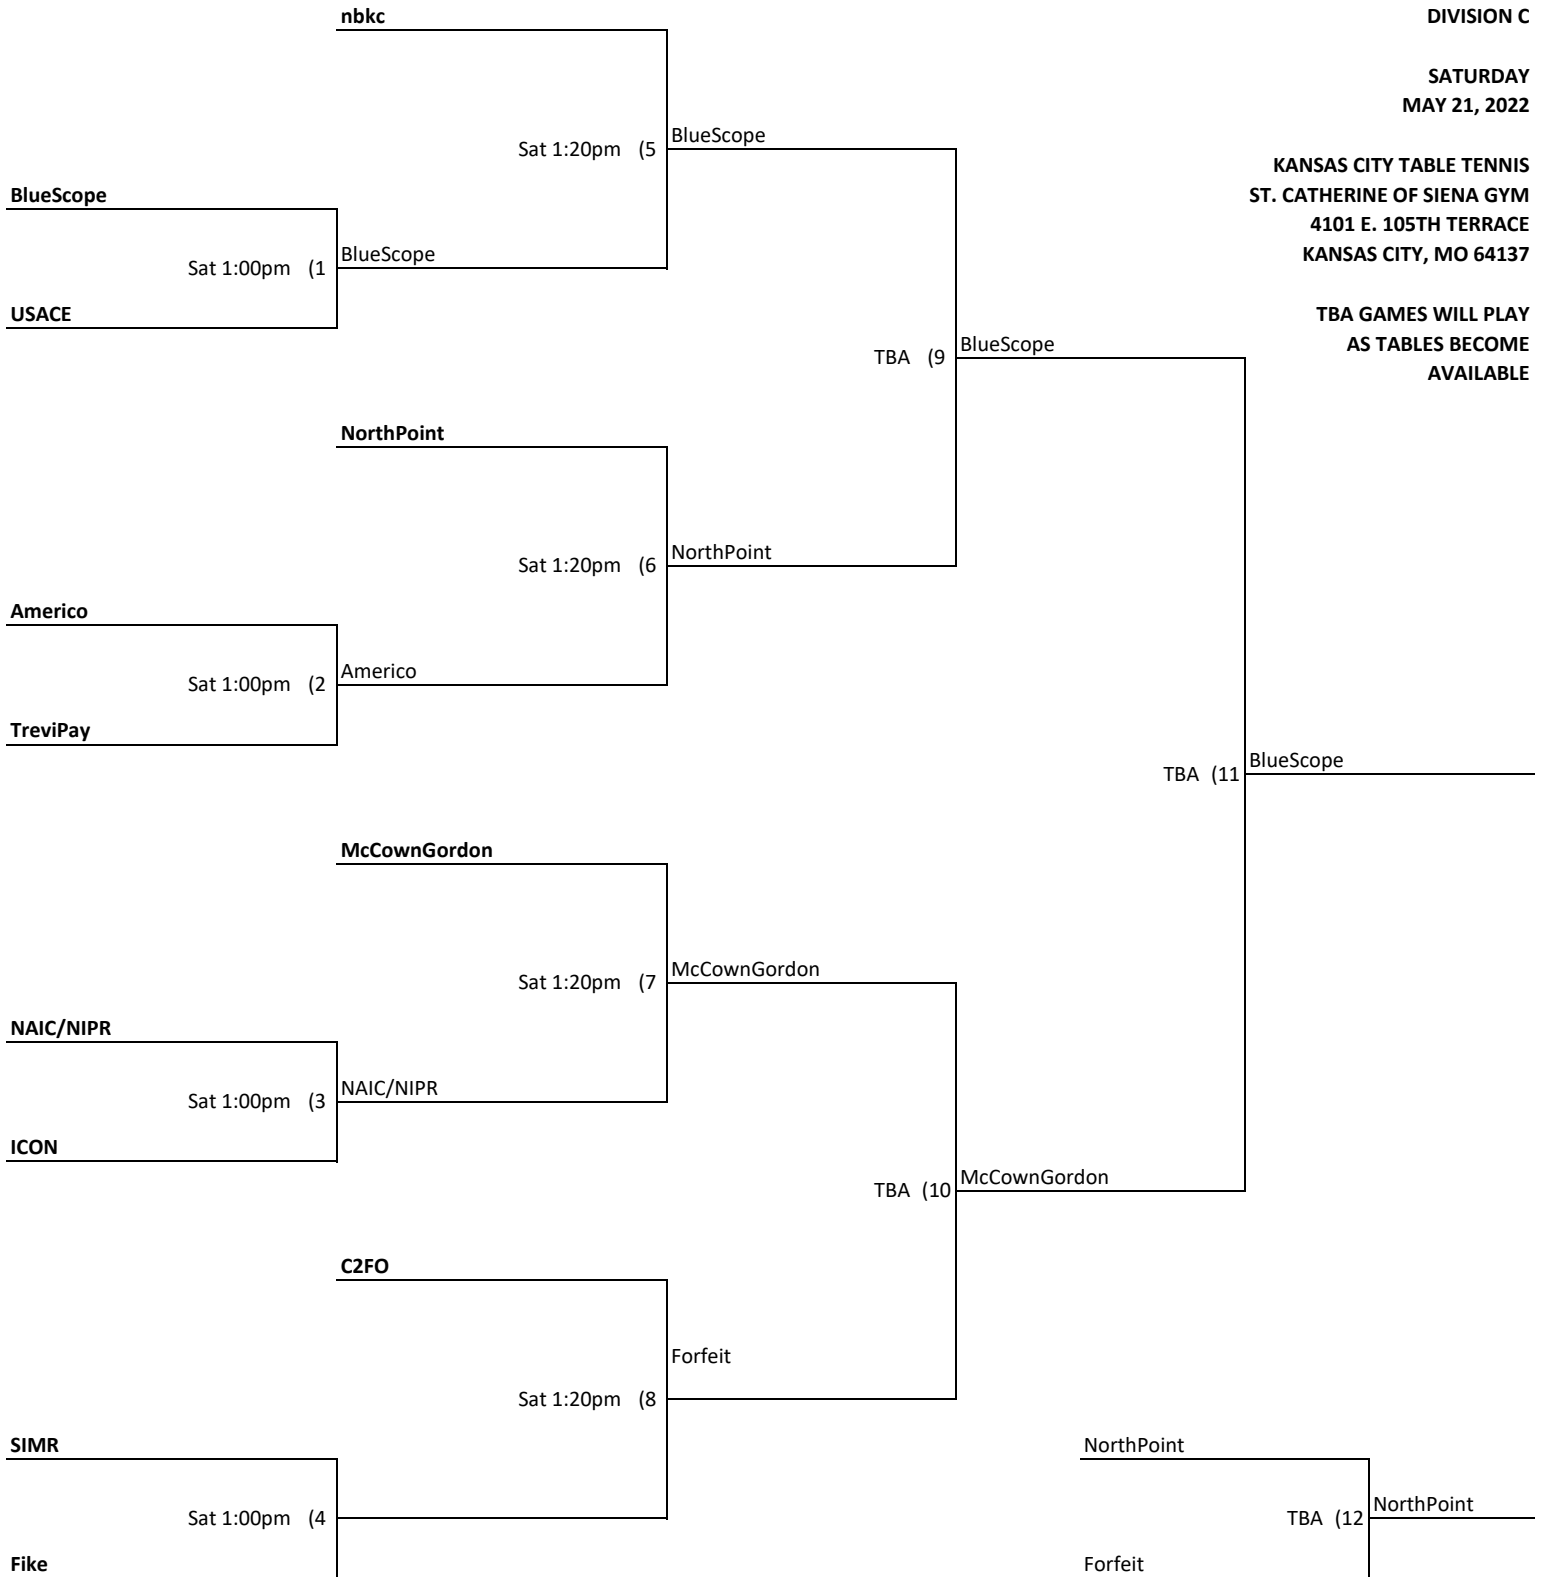 nbkc
DIVISION C
SATURDAY
MAY 21, 2022
Sat 1:20pm (5 BlueScope
KANSAS CITY TABLE TENNIS
BlueScope
ST. CATHERINE OF SIENA GYM
4101 E. 105TH TERRACE
Sat 1:00pm (1 BlueScope
KANSAS CITY, MO 64137
USACE
TBA GAMES WILL PLAY
TBA (9 BlueScope
AS TABLES BECOME
AVAILABLE
NorthPoint
Sat 1:20pm (6 NorthPoint
Americo
Sat 1:00pm (2 Americo
TreviPay
TBA (11 BlueScope
McCownGordon
Sat 1:20pm (7 McCownGordon
NAIC/NIPR
Sat 1:00pm (3 NAIC/NIPR
ICON
TBA (10 McCownGordon
C2FO
Forfeit
Sat 1:20pm (8
SIMR
NorthPoint
Sat 1:00pm (4
TBA (12 NorthPoint
Fike
Forfeit